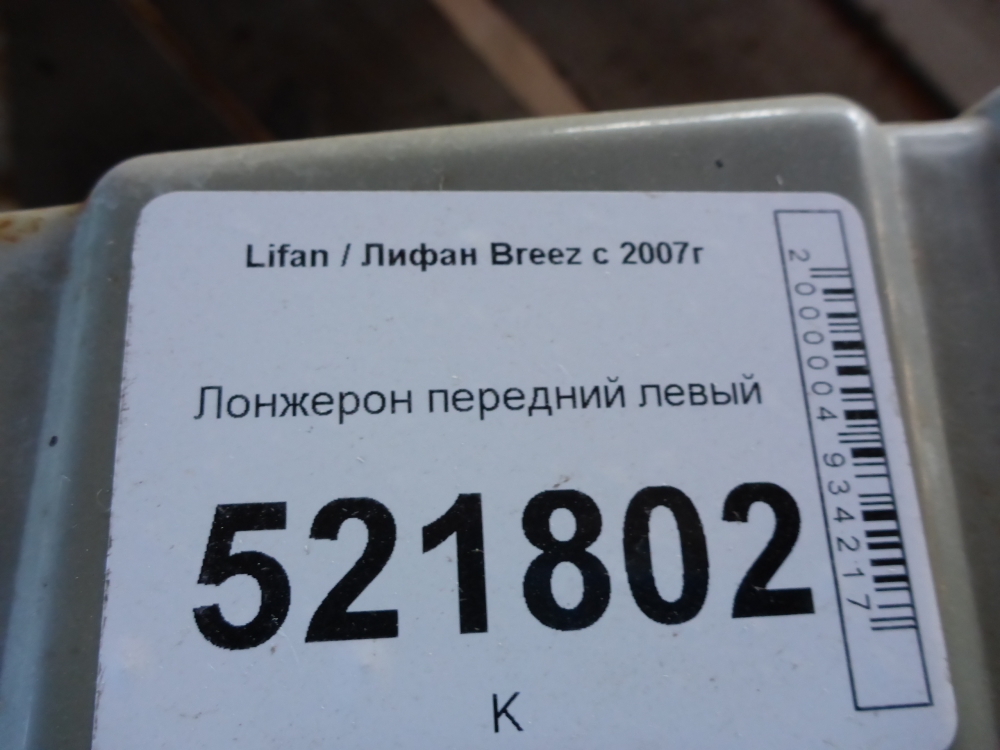 Lifan / Лифан Breez с 2007г
Лонжерон передний левый
521802
К
2000004934217